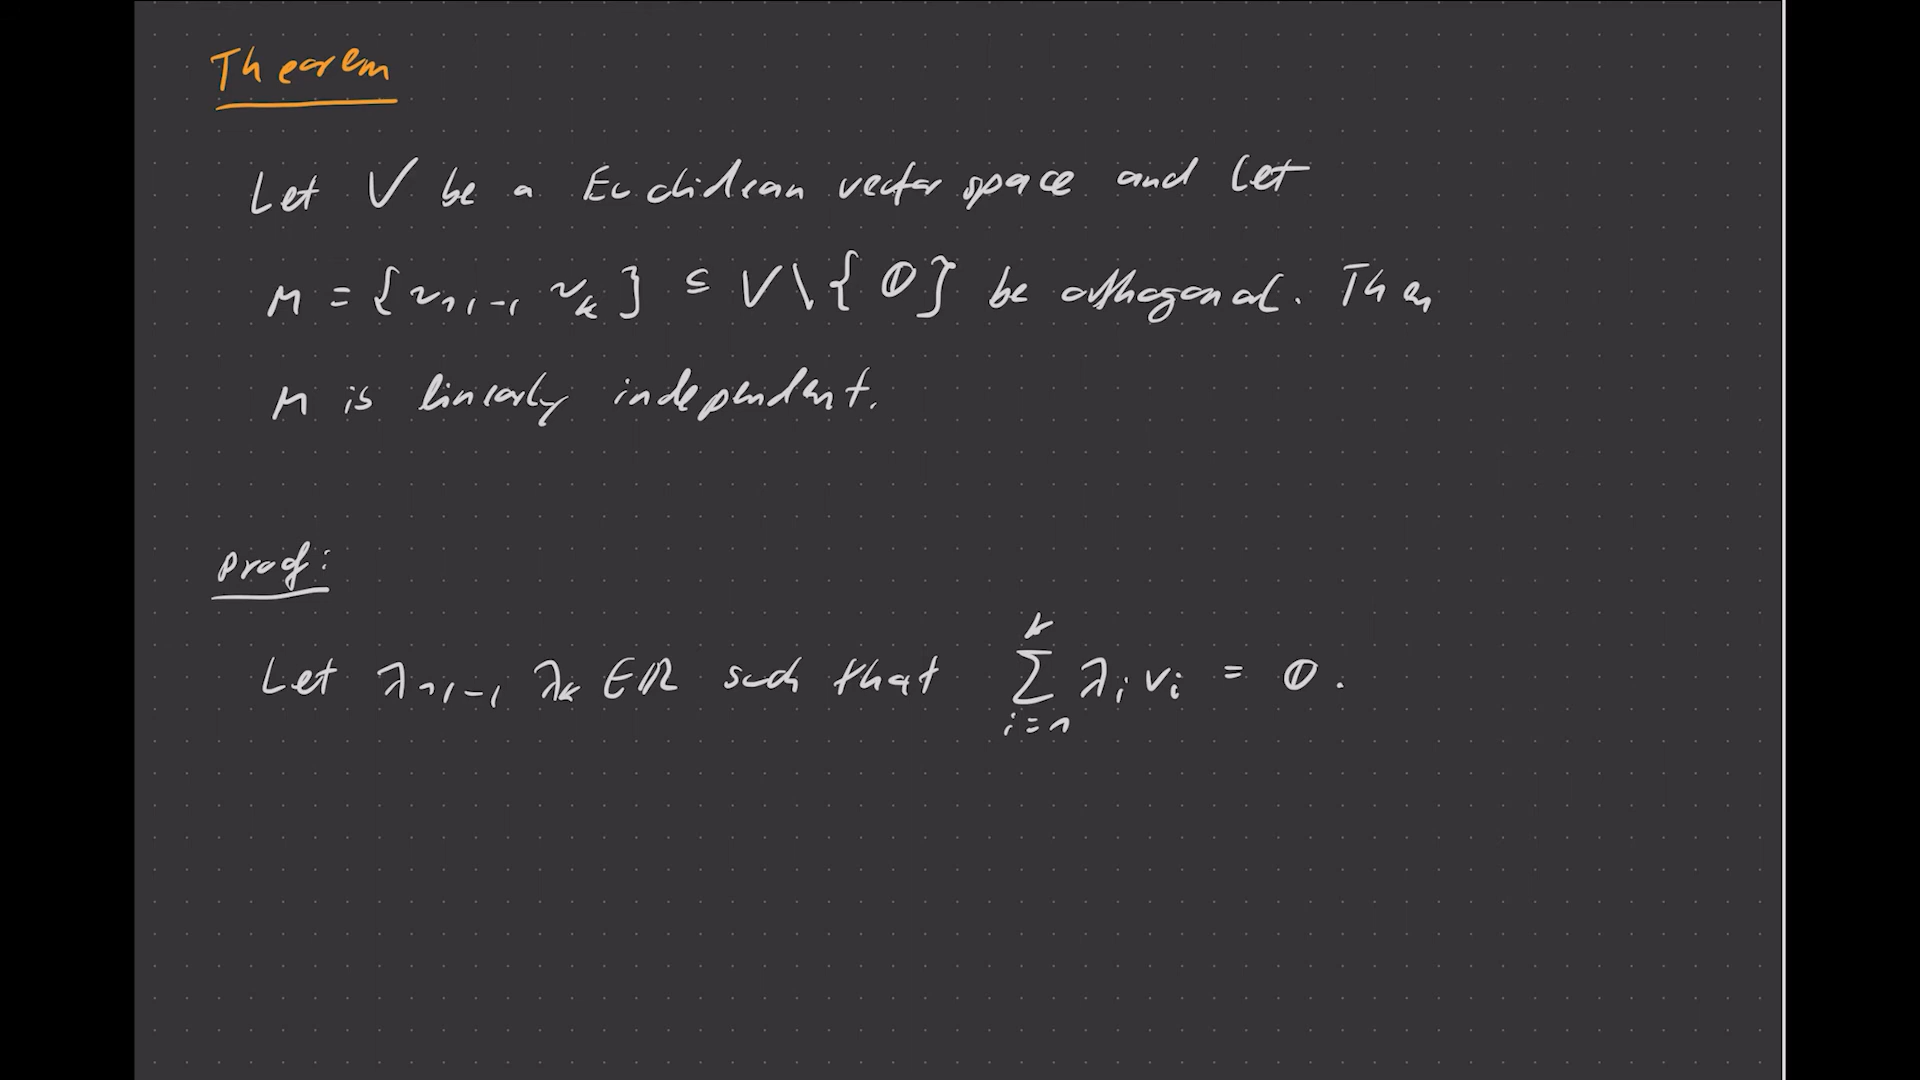 Theorem
Let V be a Euclidean vector space and let
M = {v₁,–, vₖ} ⊆ V \ {𝟘} be orthogonal. Then
M is linearly independent.
Proof:
Let λ₁,–, λₖ ∈ ℝ such that ∑ᵢ₌₁ᵏ λᵢ vᵢ = 𝟘.